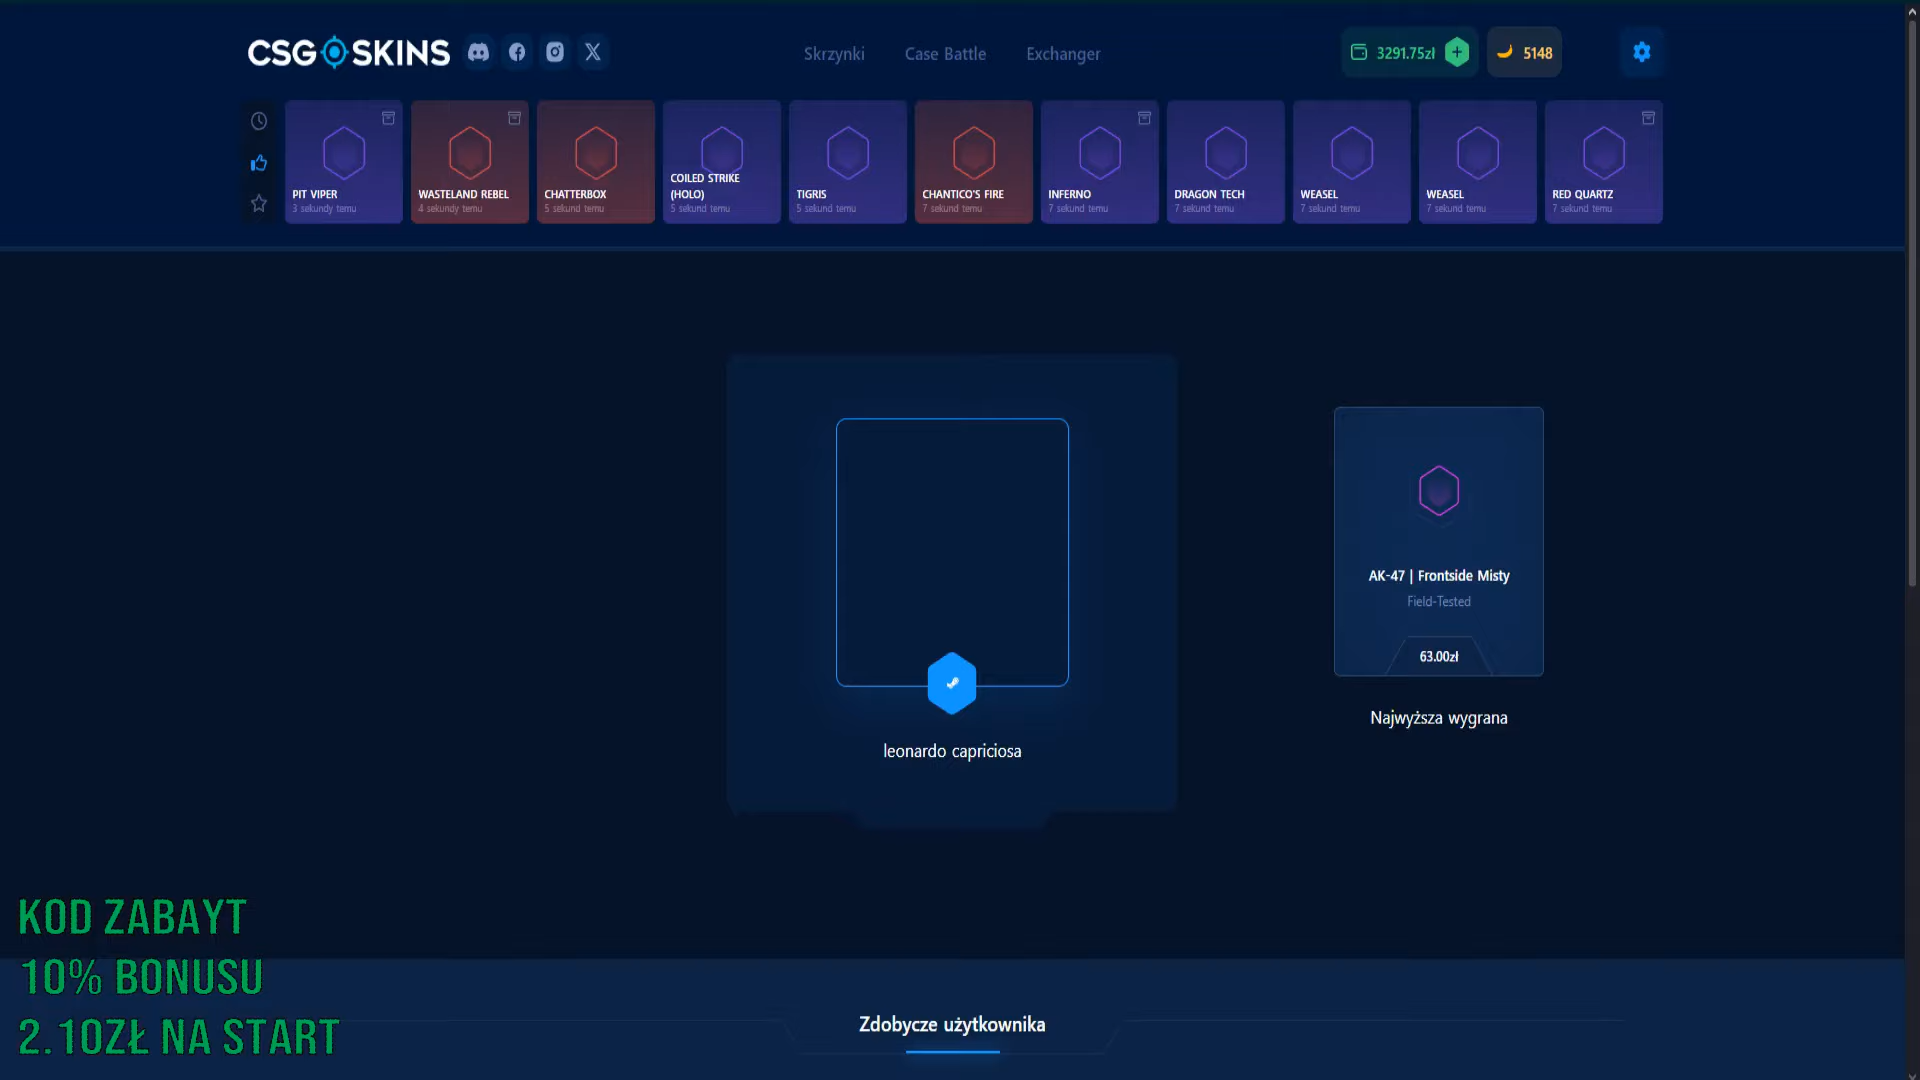 CSGOSKINS
Skrzynki
Case Battle
Exchanger
3291.75zł
5148
PIT VIPER
3 sekundy temu
WASTELAND REBEL
4 sekundy temu
CHATTERBOX
5 sekund temu
COILED STRIKE
(HOLO)
5 sekund temu
TIGRIS
5 sekund temu
CHANTICO'S FIRE
7 sekund temu
INFERNO
7 sekund temu
DRAGON TECH
7 sekund temu
WEASEL
7 sekund temu
WEASEL
7 sekund temu
RED QUARTZ
7 sekund temu
leonardo capriciosa
AK-47 | Frontside Misty
Field-Tested
63.00zł
Najwyższa wygrana
KOD ZABAYT
10% BONUSU
2.10ZŁ NA START
Zdobycze użytkownika